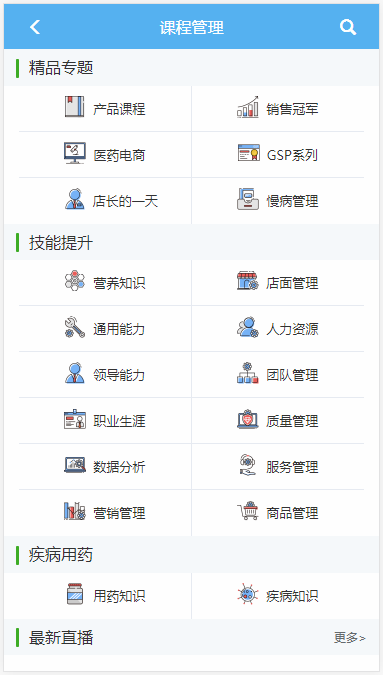 课程管理
精品专题
产品课程 销售冠军
医药电商 GSP系列
店长的一天 慢病管理
技能提升
营养知识 店面管理
通用能力 人力资源
领导能力 团队管理
职业生涯 质量管理
数据分析 服务管理
营销管理 商品管理
疾病用药
用药知识 疾病知识
最新直播 更多>